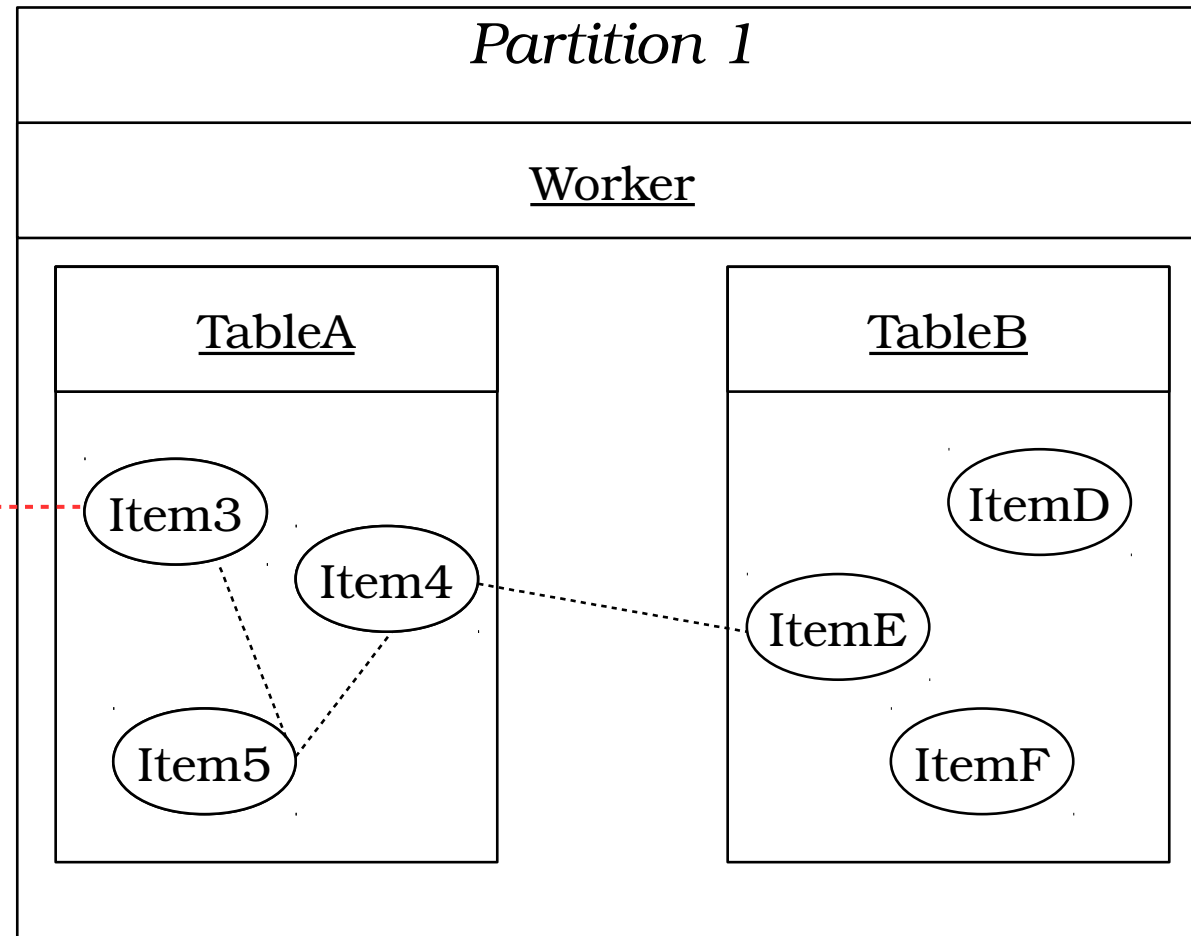 Partition 1
Worker
TableA
TableB
Item3
Item4
Item5
ItemD
ItemE
ItemF